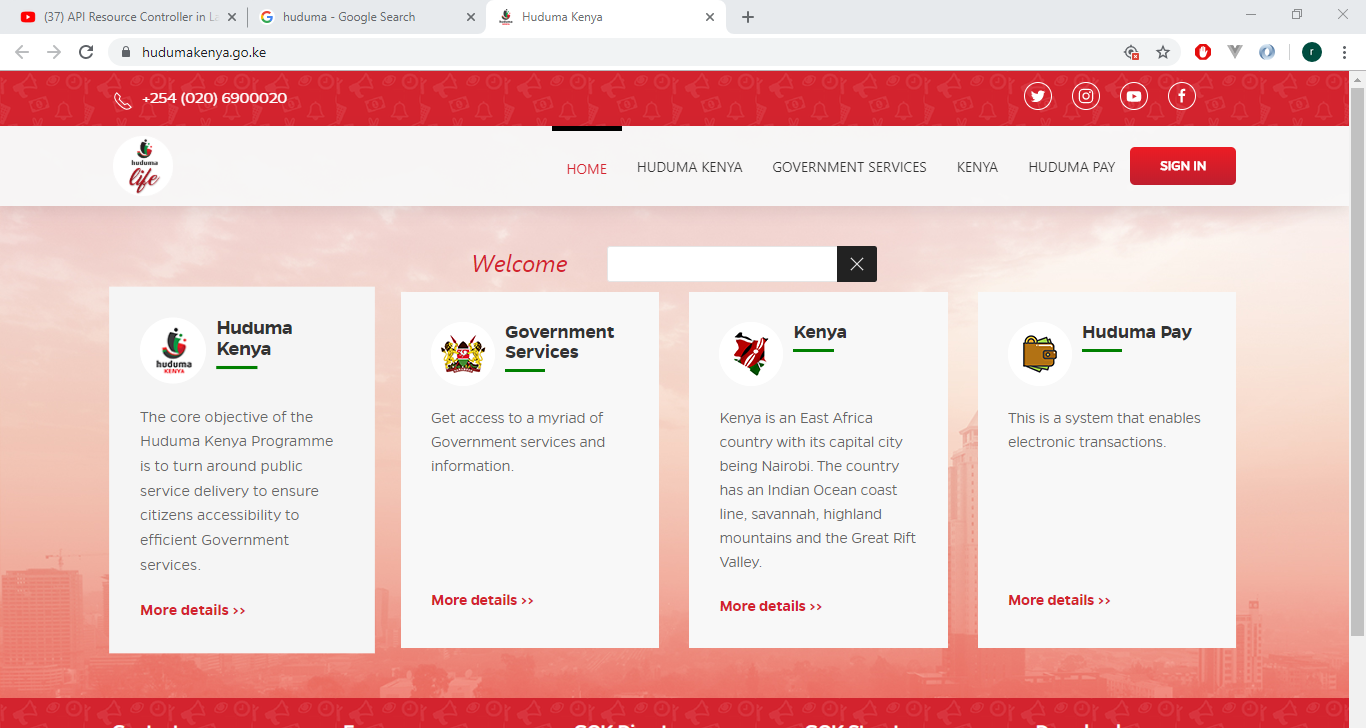 (37) API Resource Controller in La
huduma - Google Search
Huduma Kenya
hudumakenya.go.ke
r
+254 (020) 6900020
huduma
life
HOME
HUDUMA KENYA
GOVERNMENT SERVICES
KENYA
HUDUMA PAY
SIGN IN
Welcome
huduma
KENYA
Huduma
Kenya
The core objective of the
Huduma Kenya Programme
is to turn around public
service delivery to ensure
citizens accessibility to
efficient Government
services.
More details >>
Government
Services
Get access to a myriad of
Government services and
information.
More details >>
Kenya
Kenya is an East Africa
country with its capital city
being Nairobi. The country
has an Indian Ocean coast
line, savannah, highland
mountains and the Great Rift
Valley.
More details >>
Huduma Pay
This is a system that enables
electronic transactions.
More details >>